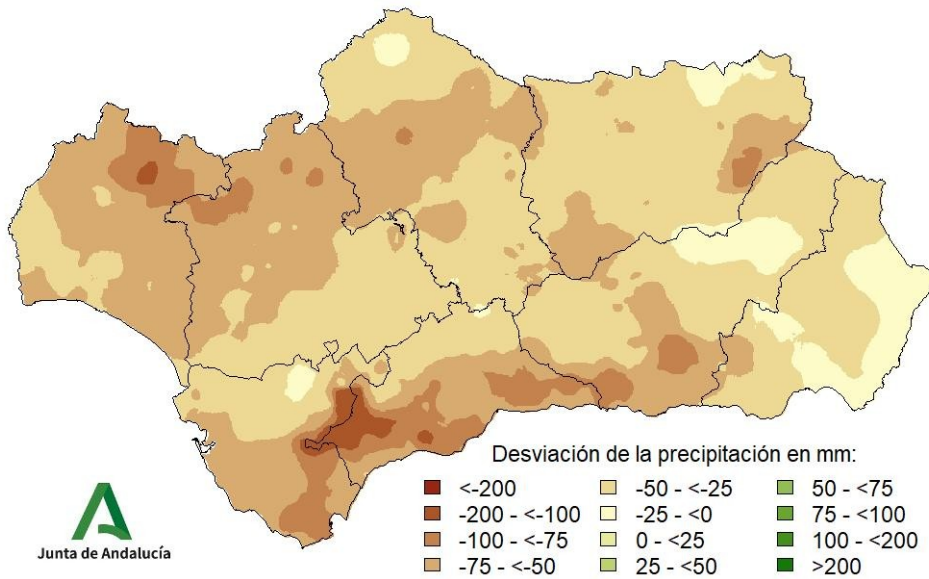 Desviación de la precipitación en mm:
<-200
-200 - <-100
-100 - <-75
-75 - <-50
-50 - <-25
-25 - <0
0 - <25
25 - <50
50 - <75
75 - <100
100 - <200
>200
Junta de Andalucía